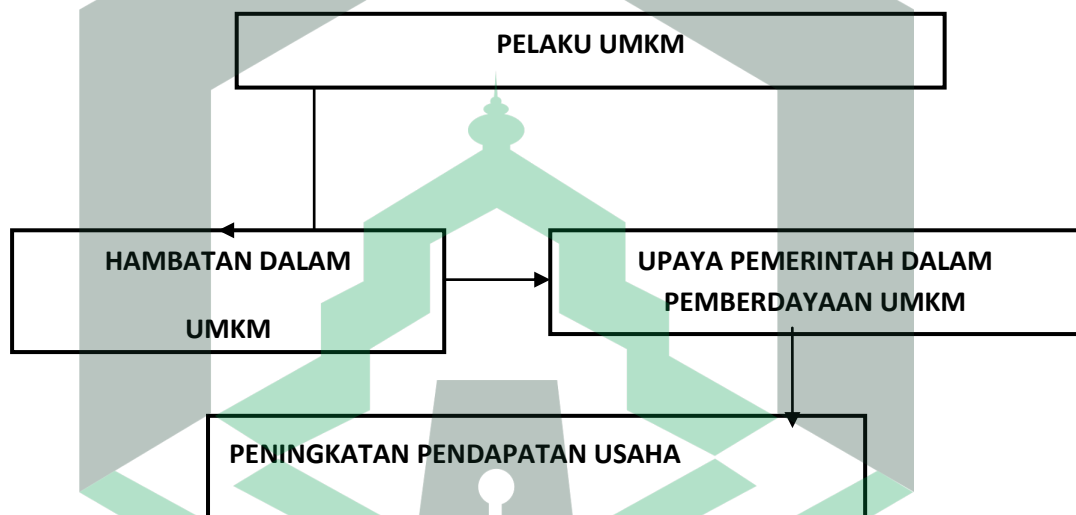 PELAKU UMKM
HAMBATAN DALAM
UMKM
UPAYA PEMERINTAH DALAM
PEMBERDAYAAN UMKM
PENINGKATAN PENDAPATAN USAHA